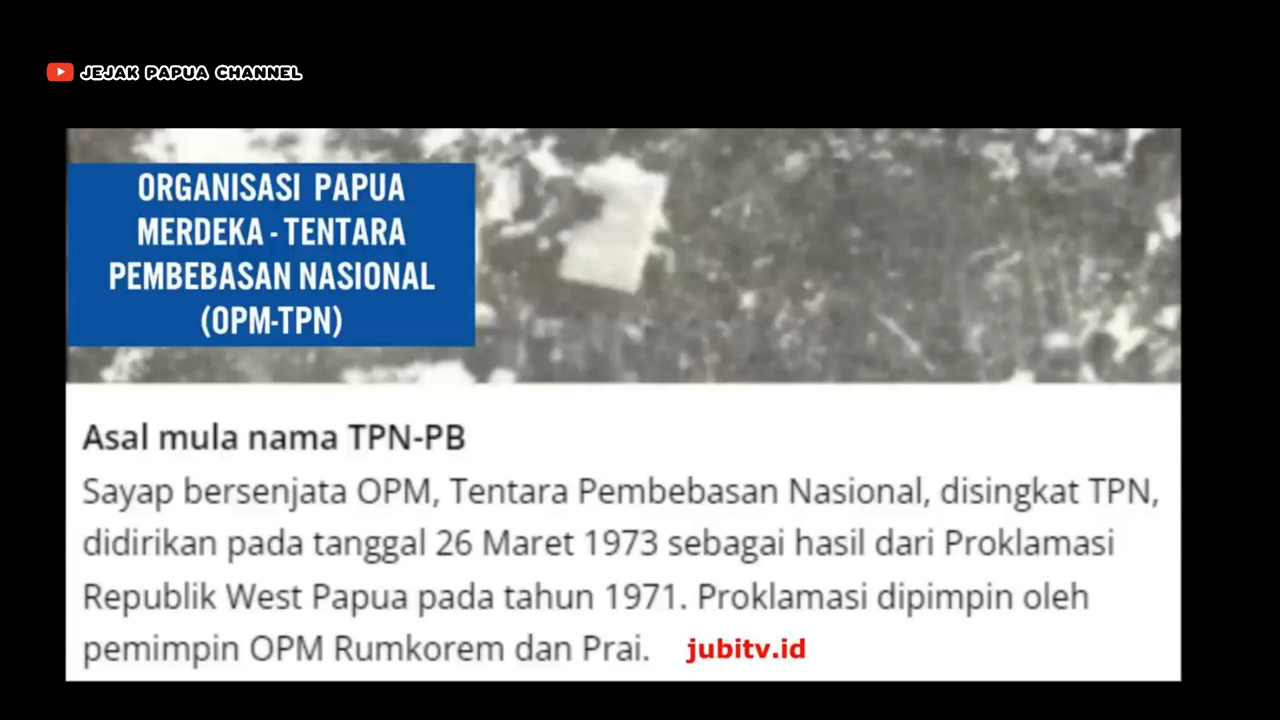 JEJAK PAPUA CHANNEL
ORGANISASI PAPUA
MERDEKA - TENTARA
PEMBEBASAN NASIONAL
(OPM-TPN)
Asal mula nama TPN-PB
Sayap bersenjata OPM, Tentara Pembebasan Nasional, disingkat TPN,
didirikan pada tanggal 26 Maret 1973 sebagai hasil dari Proklamasi
Republik West Papua pada tahun 1971. Proklamasi dipimpin oleh
pemimpin OPM Rumkorem dan Prai. jubitv.id